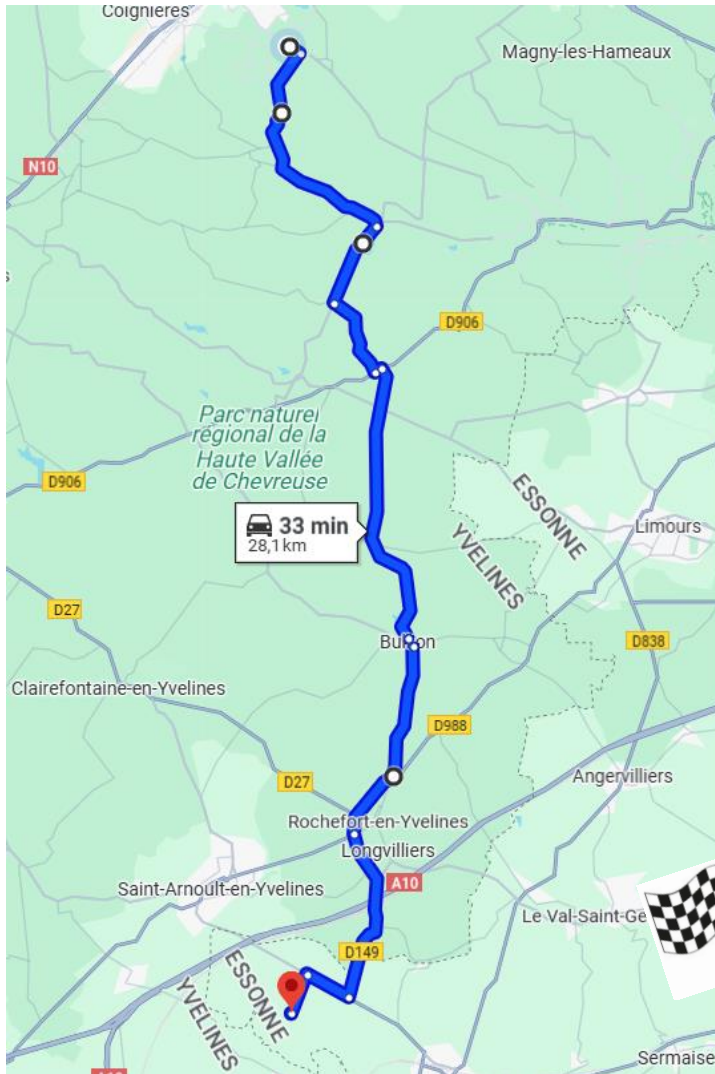 Coignières
Magny-les-Hameaux
N10
D906
Parc naturel
régional de la
Haute Vallée
de Chevreuse
D906
ESSONNE
YVELINES
33 min
28,1 km
Limours
D27
D838
Clairefontaine-en-Yvelines
D988
D27
Angervilliers
Rochefort-en-Yvelines
Longvilliers
A10
Saint-Arnoult-en-Yvelines
Le Val-Saint-Ge
D149
ESSONNE
YVELINES
Sermaise